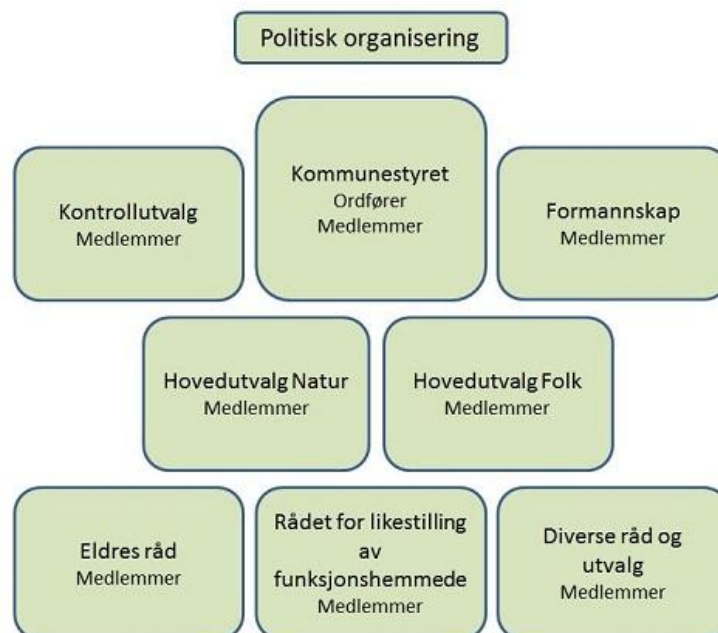 Politisk organisering
Kontrollutvalg
Medlemmer
Kommunestyret
Ordfører
Medlemmer
Formannskap
Medlemmer
Hovedutvalg Natur
Medlemmer
Hovedutvalg Folk
Medlemmer
Eldres råd
Medlemmer
Rådet for likestilling
av
funksjonshemmede
Medlemmer
Diverse råd og
utvalg
Medlemmer